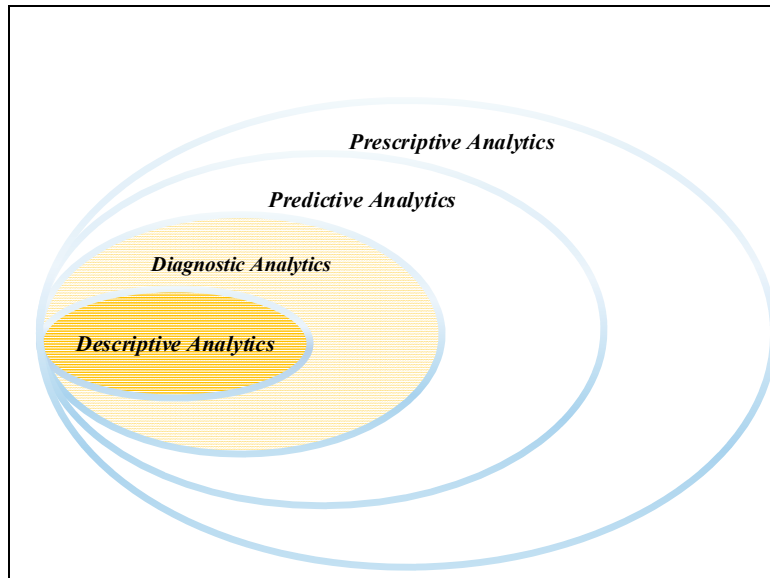 Prescriptive Analytics
Predictive Analytics
Diagnostic Analytics
Descriptive Analytics